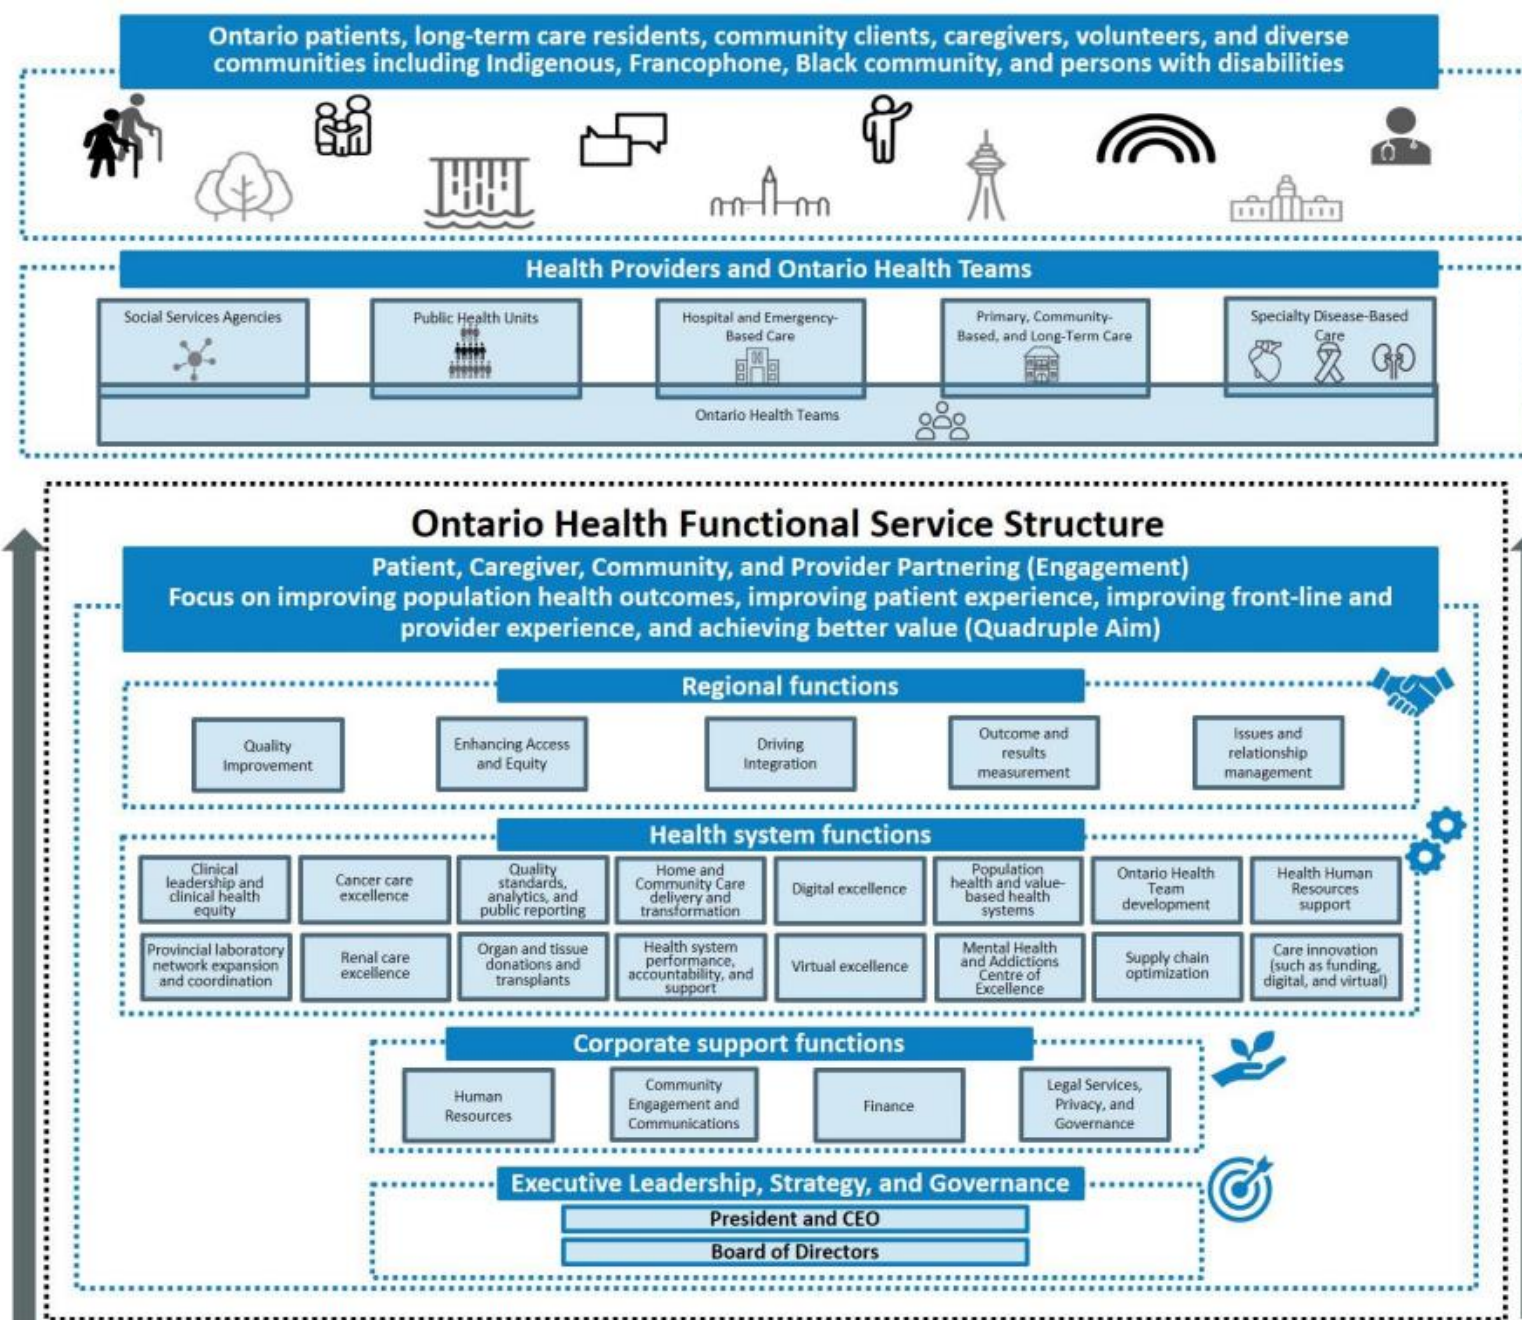 Ontario patients, long-term care residents, community clients, caregivers, volunteers, and diverse
communities including Indigenous, Francophone, Black community, and persons with disabilities
Health Providers and Ontario Health Teams
Social Services Agencies
Public Health Units
Hospital and Emergency-
Based Care
Primary, Community-
Based, and Long-Term Care
Specialty Disease-Based
Care
Ontario Health Teams
Ontario Health Functional Service Structure
Patient, Caregiver, Community, and Provider Partnering (Engagement)
Focus on improving population health outcomes, improving patient experience, improving front-line and
provider experience, and achieving better value (Quadruple Aim)
Regional functions
Quality
Improvement
Enhancing Access
and Equity
Driving
Integration
Outcome and
results
measurement
Issues and
relationship
management
Health system functions
Clinical
leadership and
clinical health
equity
Cancer care
excellence
Quality
standards,
analytics, and
public reporting
Home and
Community Care
delivery and
transformation
Digital excellence
Population
health and value-
based health
systems
Ontario Health
Team
development
Health Human
Resources
support
Provincial laboratory
network expansion
and coordination
Renal care
excellence
Organ and tissue
donations and
transplants
Health system
performance,
accountability, and
support
Virtual excellence
Mental Health
and Addictions
Centre of
Excellence
Supply chain
optimization
Care innovation
(such as funding,
digital, and virtual)
Corporate support functions
Human
Resources
Community
Engagement and
Communications
Finance
Legal Services,
Privacy, and
Governance
Executive Leadership, Strategy, and Governance
President and CEO
Board of Directors